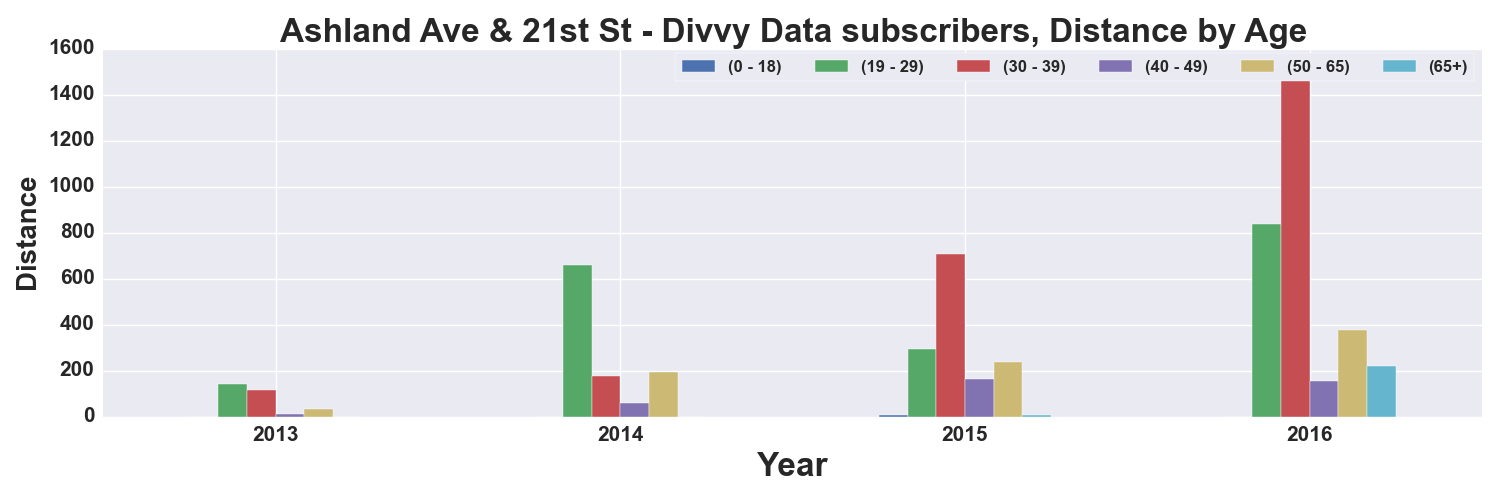 Ashland Ave & 21st St - Divvy Data subscribers, Distance by Age
(0 - 18) (19 - 29) (30 - 39) (40 - 49) (50 - 65) (65+)
1600
1400
1200
1000
800
600
400
200
0
Distance
2013 2014 2015 2016
Year